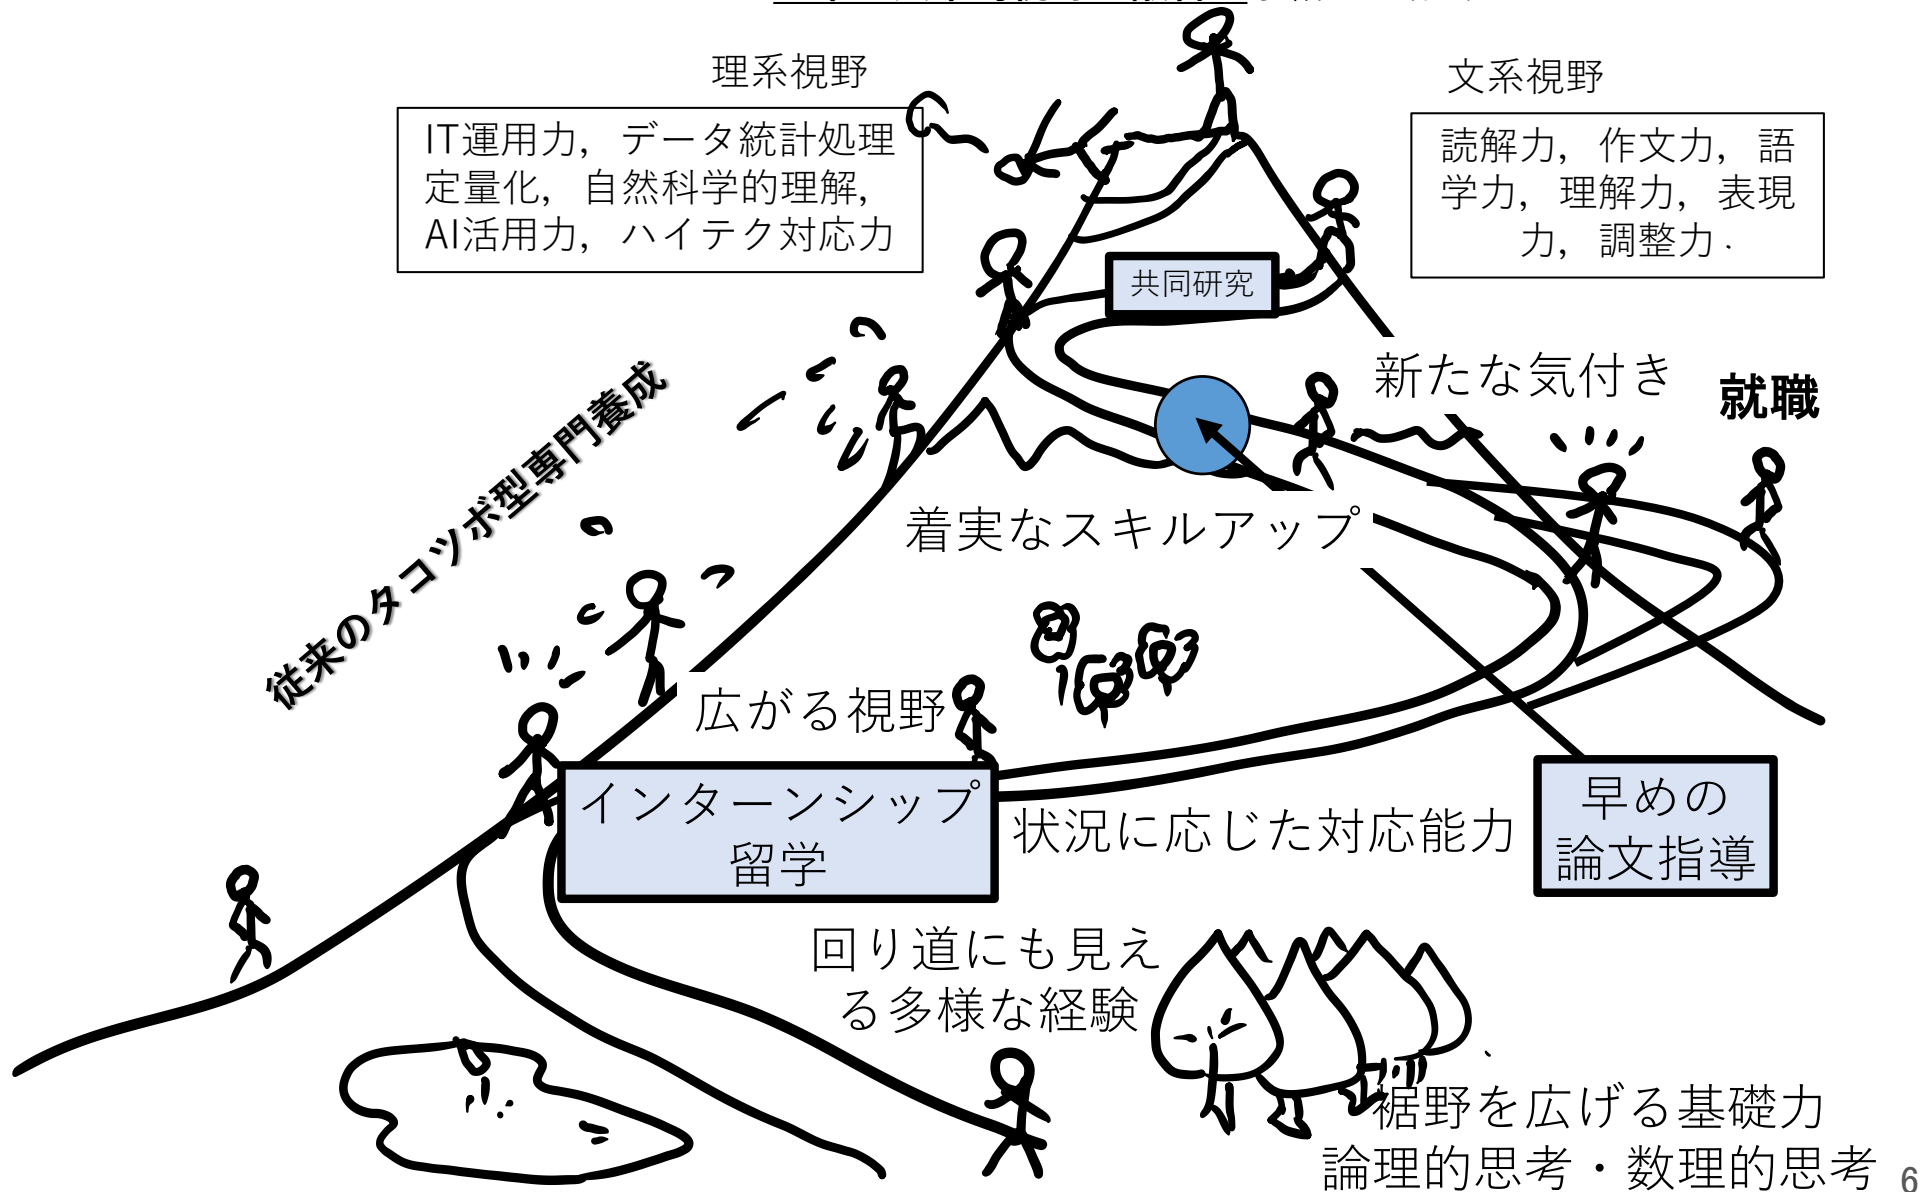 理系視野
文系視野
IT運用力，データ統計処理
定量化，自然科学的理解，
AI活用力，ハイテク対応力
読解力，作文力，語
学力，理解力，表現
力，調整力．
共同研究
新たな気付き
就職
従来のタコツボ型専門養成
着実なスキルアップ
広がる視野
インターンシップ
留学
状況に応じた対応能力
早めの
論文指導
回り道にも見え
る多様な経験
裾野を広げる基礎力
論理的思考・数理的思考
6